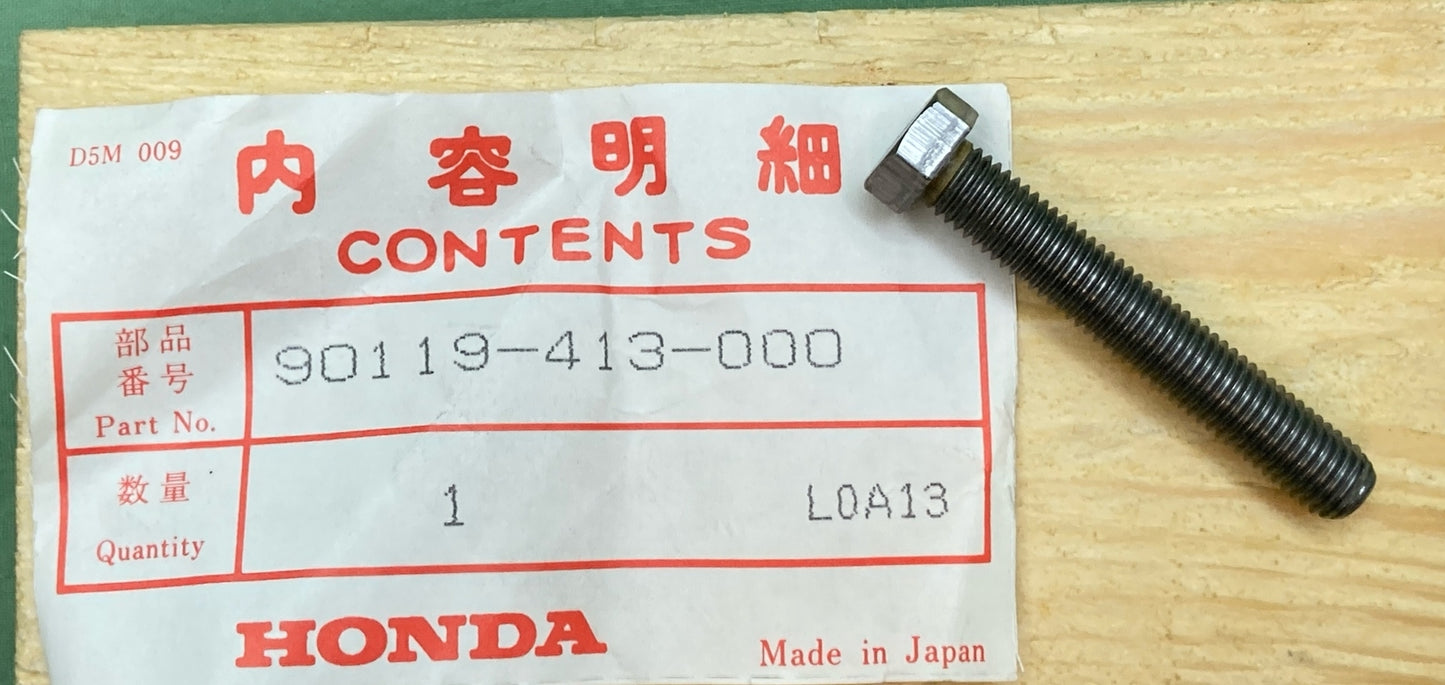 D5M 009
内容明細
CONTENTS
部品
番号
Part No.
90119-413-000
数量
Quantity
1
L0A13
HONDA
Made in Japan